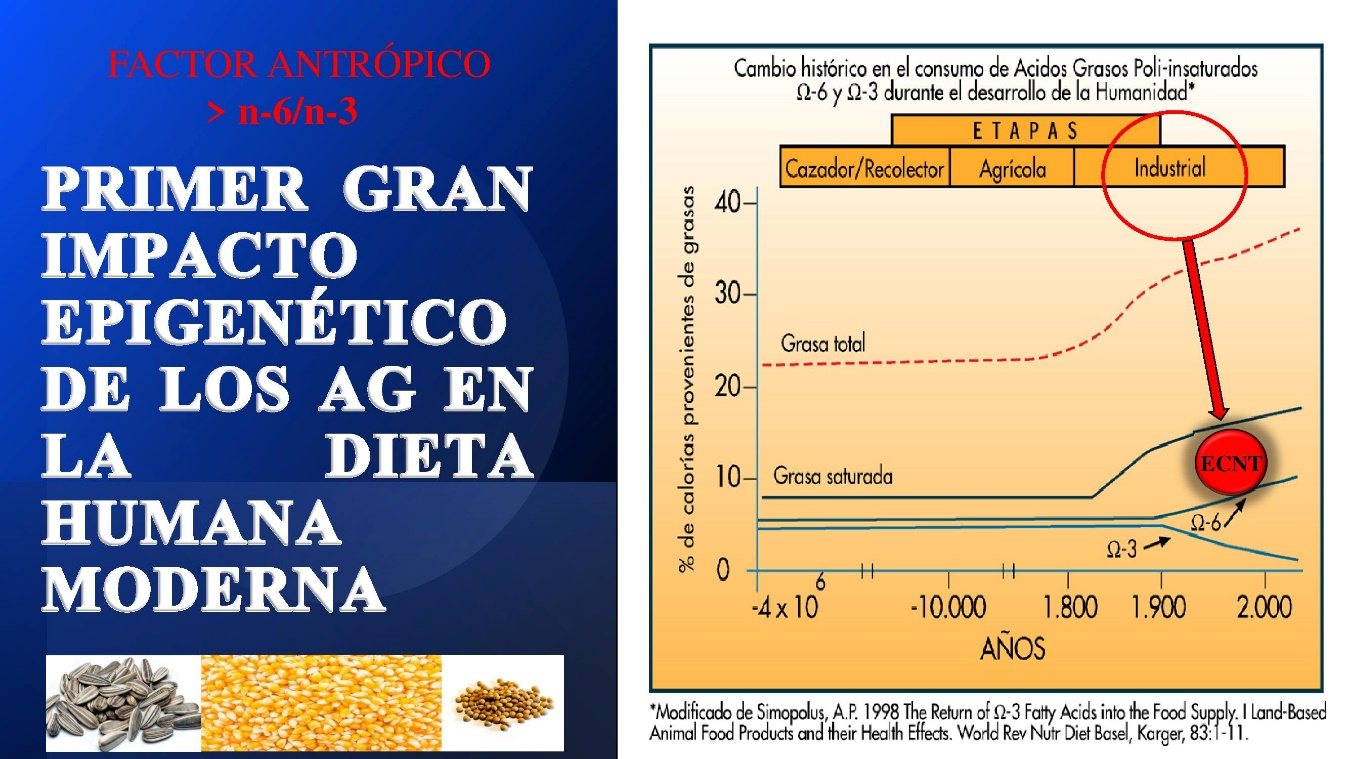 FACTOR ANTRÓPICO
> n-6/n-3
PRIMER GRAN
IMPACTO
EPIGENÉTICO
DE LOS AG EN
LA DIETA
HUMANA
MODERNA
Cambio histórico en el consumo de Acidos Grasos Poli-insaturados
Ω-6 y Ω-3 durante el desarrollo de la Humanidad*
ETAPAS
Cazador/Recolector Agrícola Industrial
% de calorías provenientes de grasas
40
30
20
10
0
Grasa total
Grasa saturada
ECNT
Ω-6
Ω-3
-4 x 10 6 -10.000 1.800 1.900 2.000
AÑOS
*Modificado de Simopolus, A.P. 1998 The Return of Ω-3 Fatty Acids into the Food Supply. I Land-Based
Animal Food Products and their Health Effects. World Rev Nutr Diet Basel, Karger, 83:1-11.